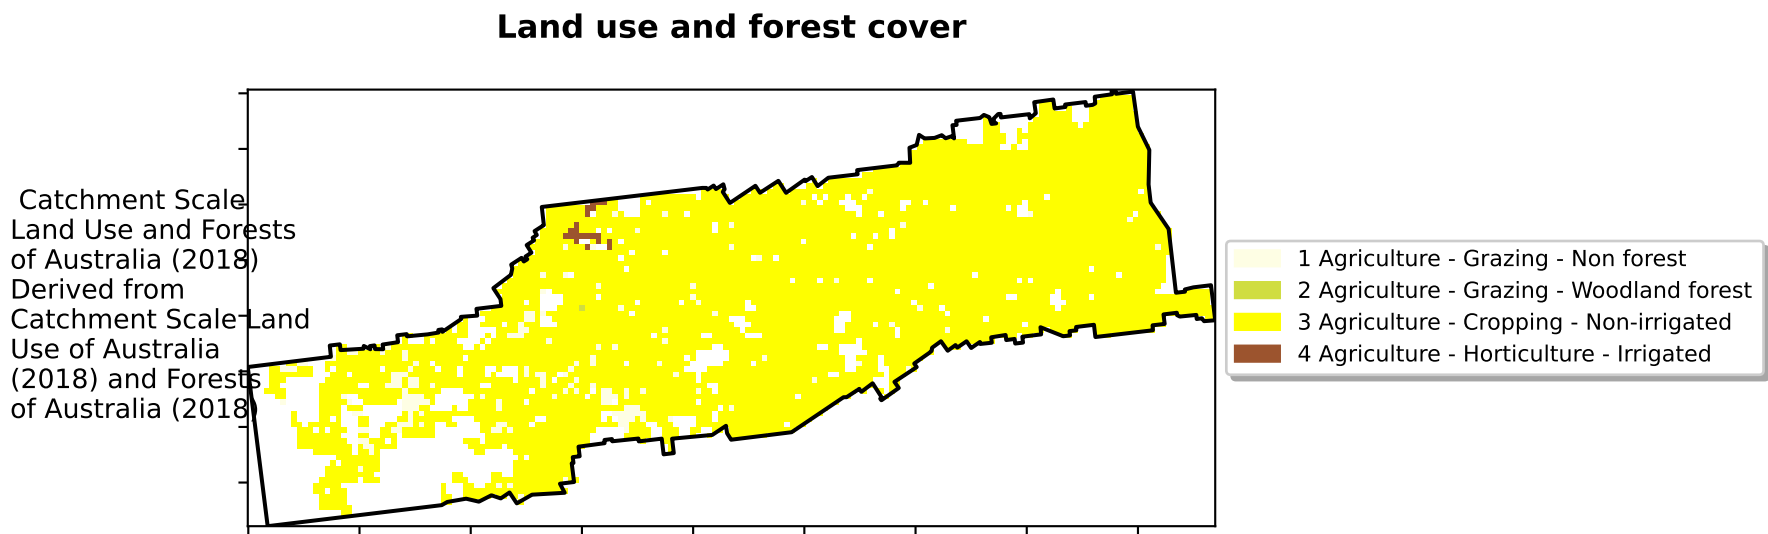 Land use and forest cover
Catchment Scale
Land Use and Forests
of Australia (2018)
Derived from
Catchment Scale Land
Use of Australia
(2018) and Forests
of Australia (2018)
1 Agriculture - Grazing - Non forest
2 Agriculture - Grazing - Woodland forest
3 Agriculture - Cropping - Non-irrigated
4 Agriculture - Horticulture - Irrigated